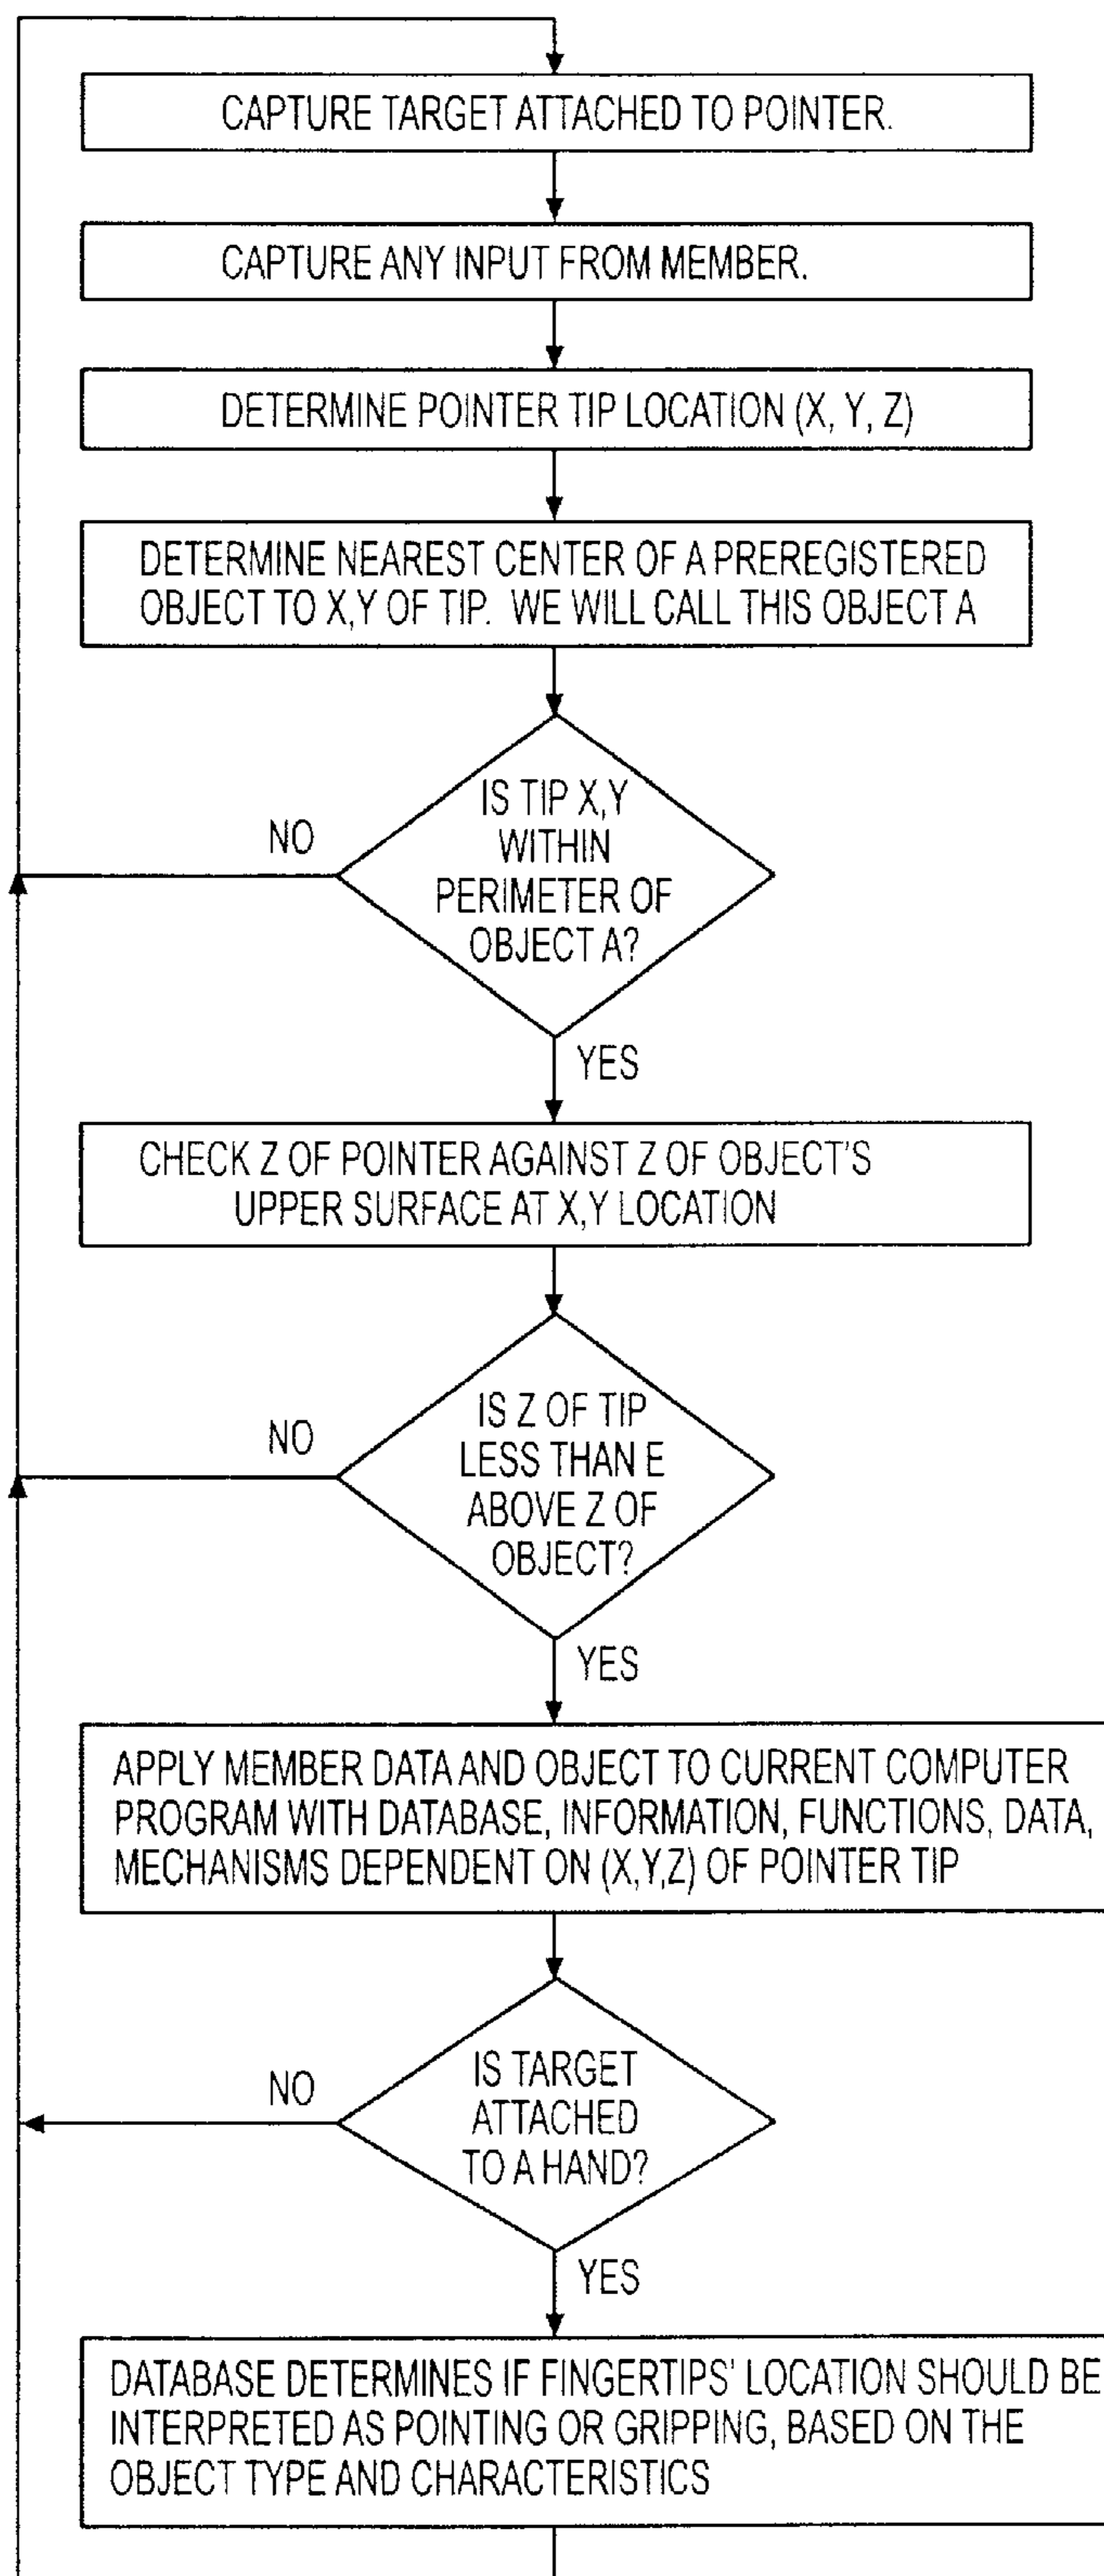 CAPTURE TARGET ATTACHED TO POINTER.
CAPTURE ANY INPUT FROM MEMBER.
DETERMINE POINTER TIP LOCATION (X, Y, Z)
DETERMINE NEAREST CENTER OF A PREREGISTERED
OBJECT TO X,Y OF TIP. WE WILL CALL THIS OBJECT A
IS TIP X,Y
WITHIN
PERIMETER OF
OBJECT A?
NO
YES
CHECK Z OF POINTER AGAINST Z OF OBJECT'S
UPPER SURFACE AT X,Y LOCATION
IS Z OF TIP
LESS THAN E
ABOVE Z OF
OBJECT?
NO
YES
APPLY MEMBER DATA AND OBJECT TO CURRENT COMPUTER
PROGRAM WITH DATABASE, INFORMATION, FUNCTIONS, DATA,
MECHANISMS DEPENDENT ON (X,Y,Z) OF POINTER TIP
IS TARGET
ATTACHED
TO A HAND?
NO
YES
DATABASE DETERMINES IF FINGERTIPS' LOCATION SHOULD BE
INTERPRETED AS POINTING OR GRIPPING, BASED ON THE
OBJECT TYPE AND CHARACTERISTICS